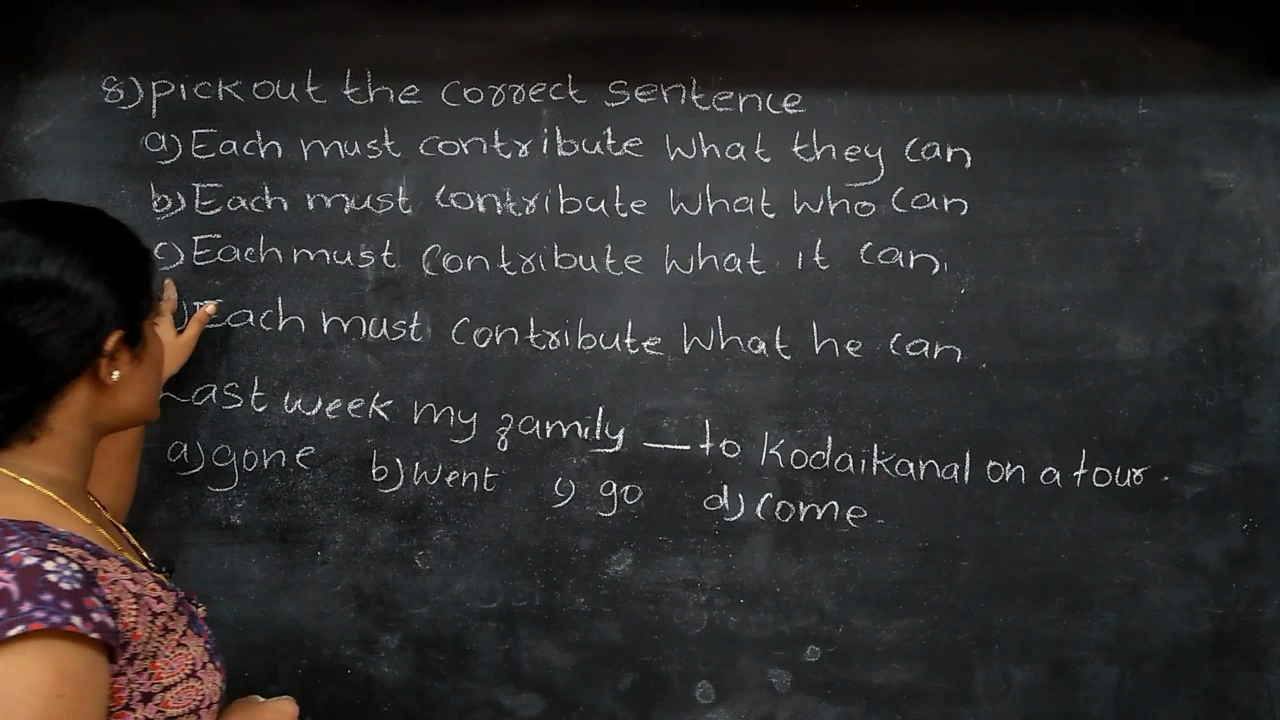 8) pick out the correct sentence
a) Each must contribute what they can
b) Each must contribute what who can
c) Each must contribute what it can.
) Each must contribute what he can
Last week my family — to Kodaikanal on a tour.
a) gone b) went c) go d) come.